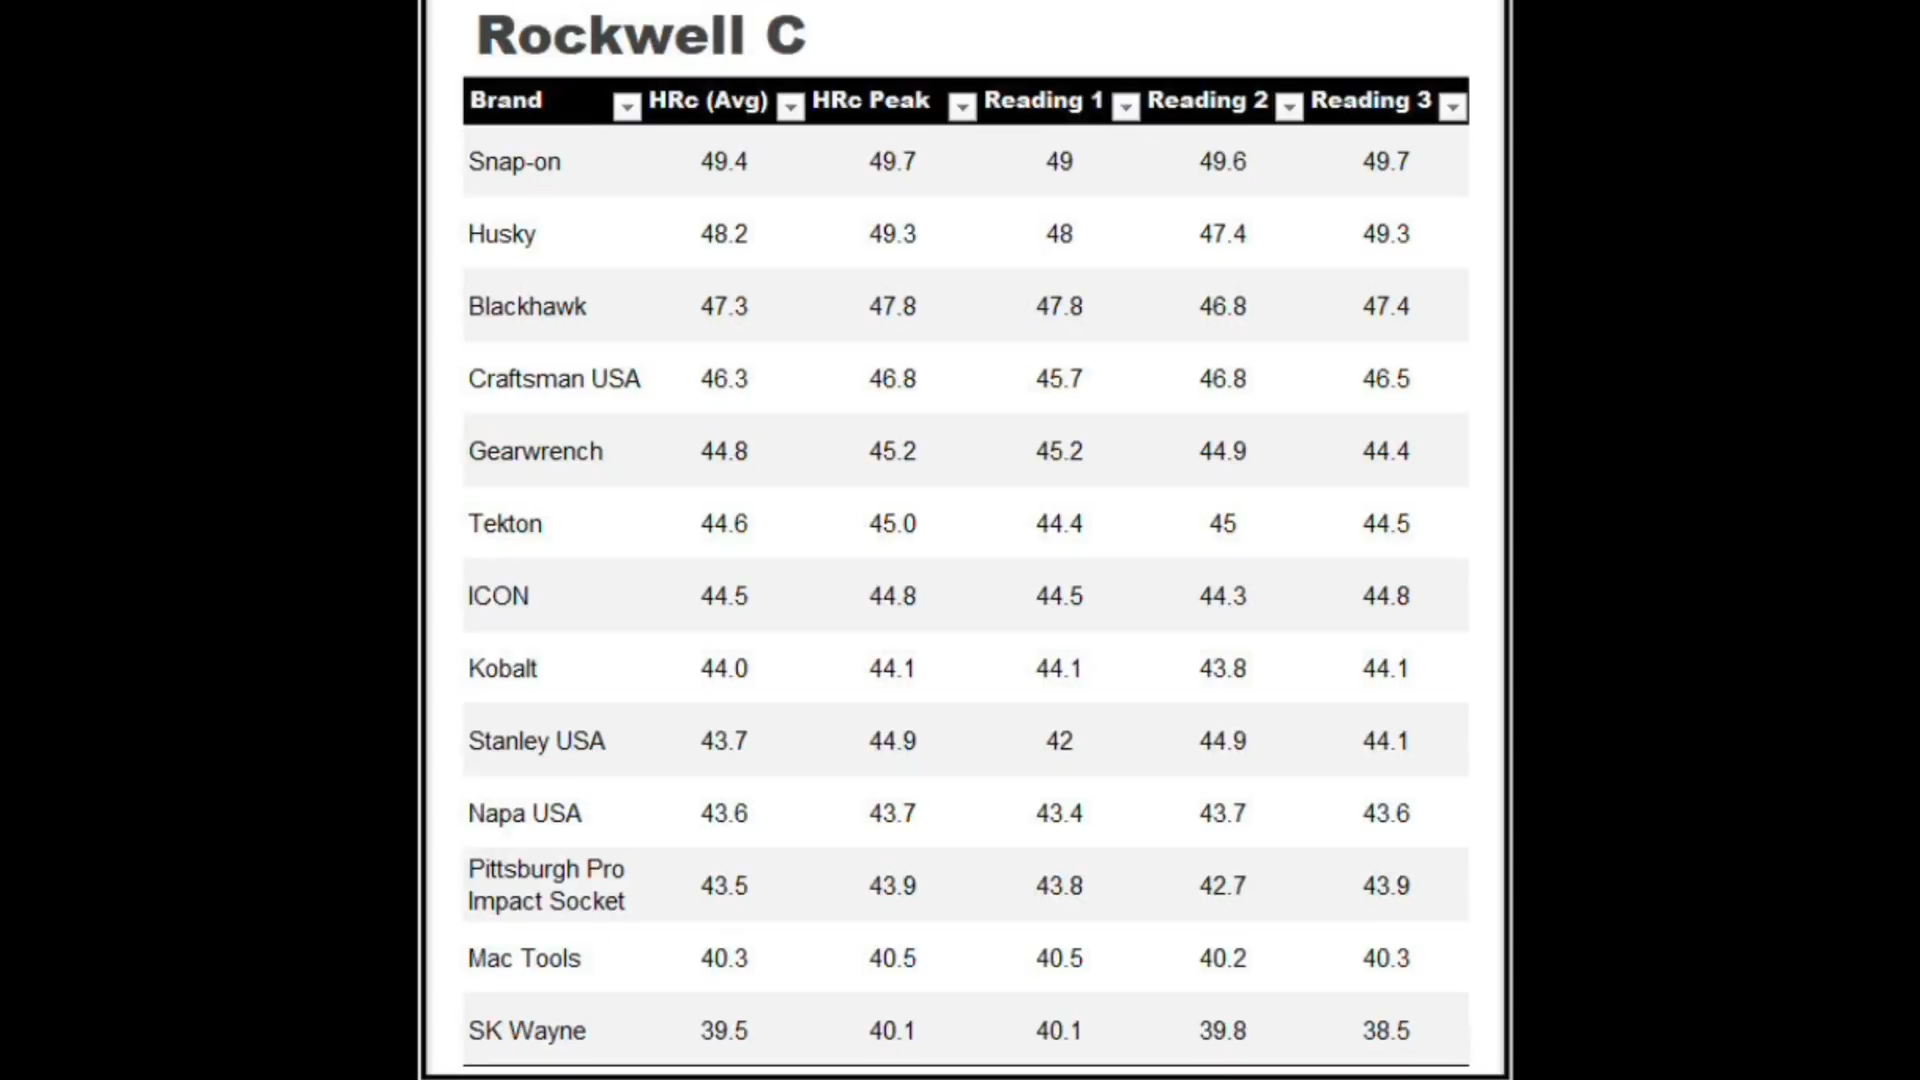 Rockwell C
Brand HRc (Avg) HRc Peak Reading 1 Reading 2 Reading 3
Snap-on 49.4 49.7 49 49.6 49.7
Husky 48.2 49.3 48 47.4 49.3
Blackhawk 47.3 47.8 47.8 46.8 47.4
Craftsman USA 46.3 46.8 45.7 46.8 46.5
Gearwrench 44.8 45.2 45.2 44.9 44.4
Tekton 44.6 45.0 44.4 45 44.5
ICON 44.5 44.8 44.5 44.3 44.8
Kobalt 44.0 44.1 44.1 43.8 44.1
Stanley USA 43.7 44.9 42 44.9 44.1
Napa USA 43.6 43.7 43.4 43.7 43.6
Pittsburgh Pro
Impact Socket 43.5 43.9 43.8 42.7 43.9
Mac Tools 40.3 40.5 40.5 40.2 40.3
SK Wayne 39.5 40.1 40.1 39.8 38.5